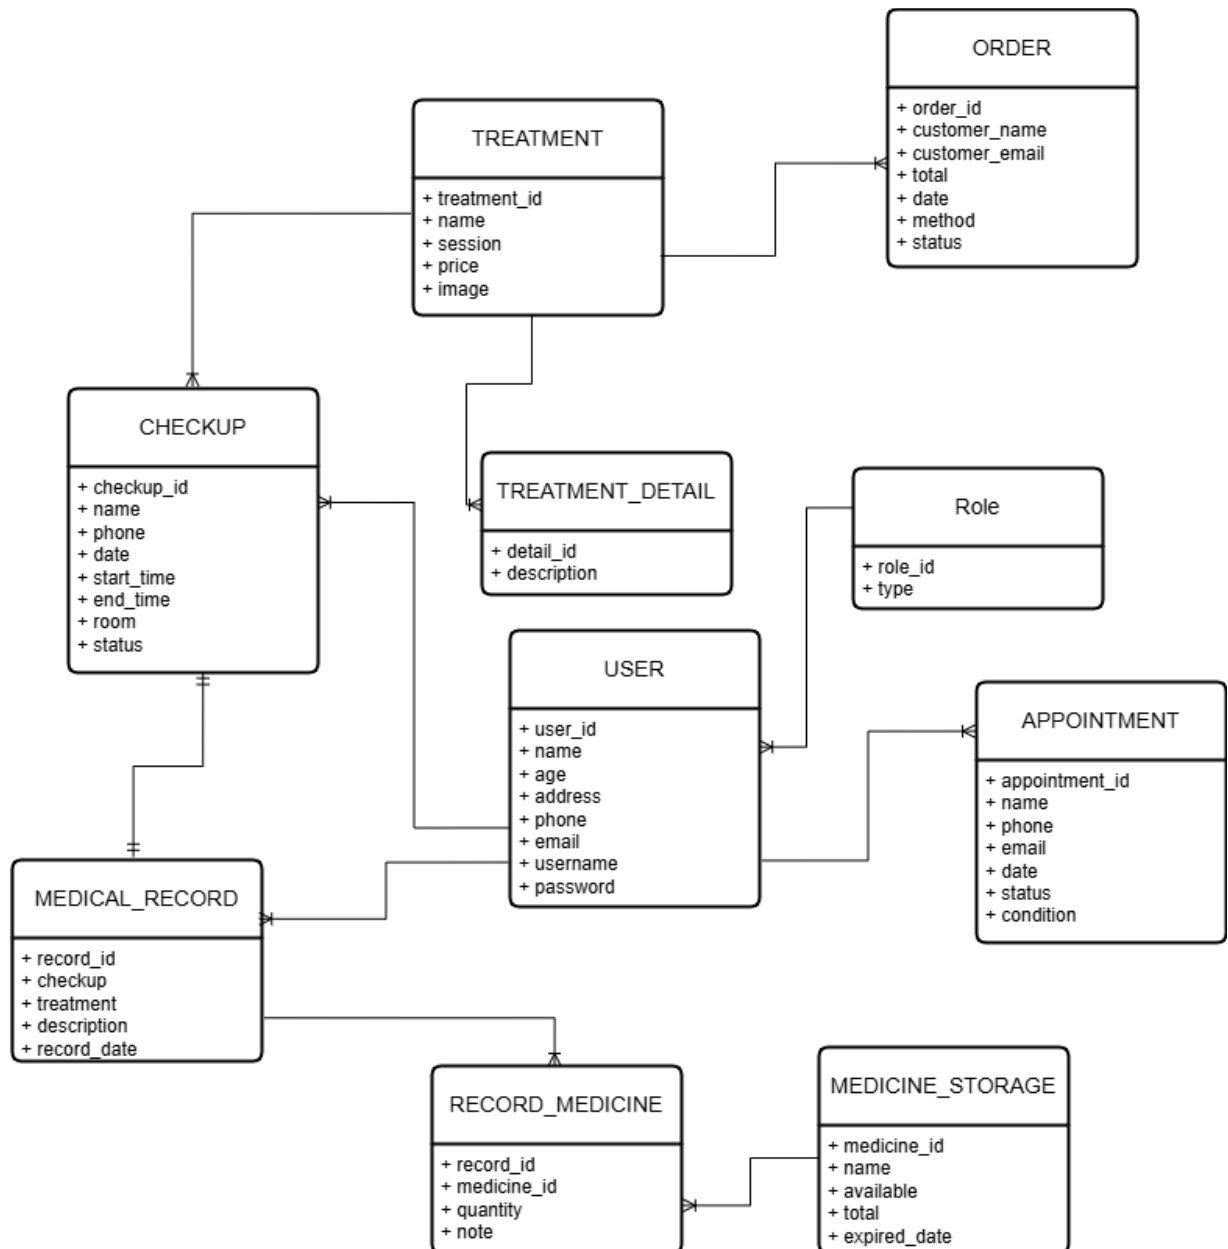 ORDER
+ order_id
+ customer_name
+ customer_email
+ total
+ date
+ method
+ status
TREATMENT
+ treatment_id
+ name
+ session
+ price
+ image
CHECKUP
+ checkup_id
+ name
+ phone
+ date
+ start_time
+ end_time
+ room
+ status
TREATMENT_DETAIL
+ detail_id
+ description
Role
+ role_id
+ type
USER
+ user_id
+ name
+ age
+ address
+ phone
+ email
+ username
+ password
APPOINTMENT
+ appointment_id
+ name
+ phone
+ email
+ date
+ status
+ condition
MEDICAL_RECORD
+ record_id
+ checkup
+ treatment
+ description
+ record_date
RECORD_MEDICINE
+ record_id
+ medicine_id
+ quantity
+ note
MEDICINE_STORAGE
+ medicine_id
+ name
+ available
+ total
+ expired_date